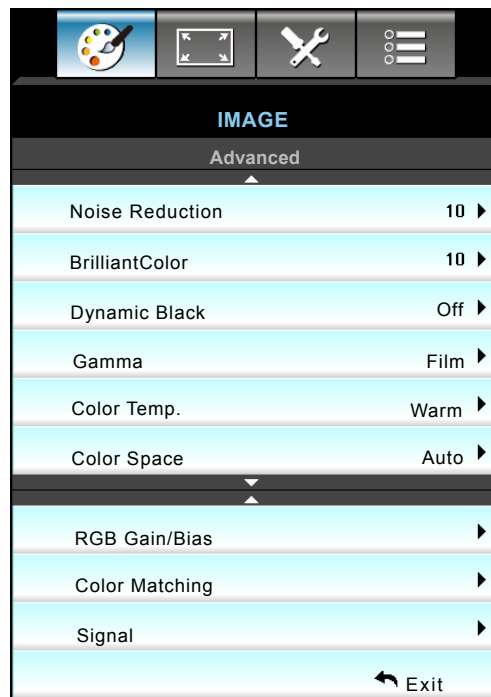 IMAGE
Advanced
Noise Reduction 10
BrilliantColor 10
Dynamic Black Off
Gamma Film
Color Temp. Warm
Color Space Auto
RGB Gain/Bias
Color Matching
Signal
Exit